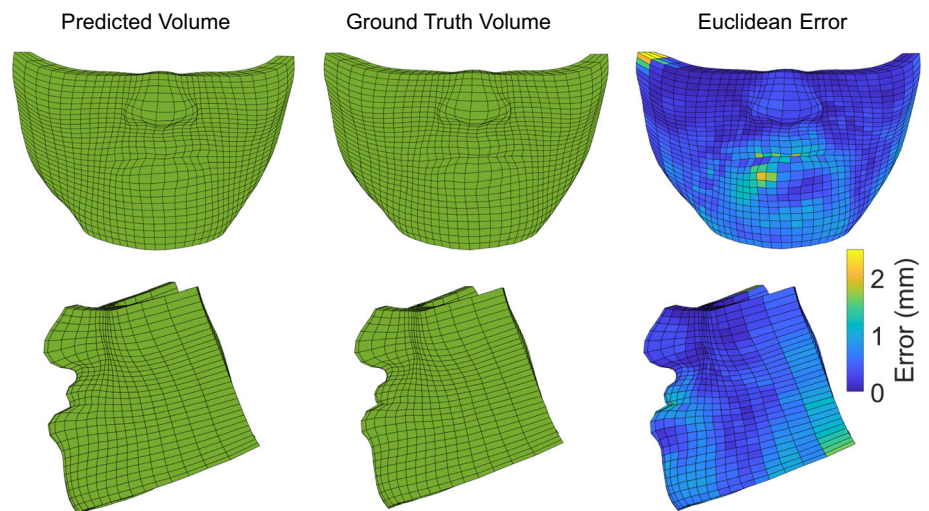 Predicted Volume
Ground Truth Volume
Euclidean Error
2
1
0
Error (mm)